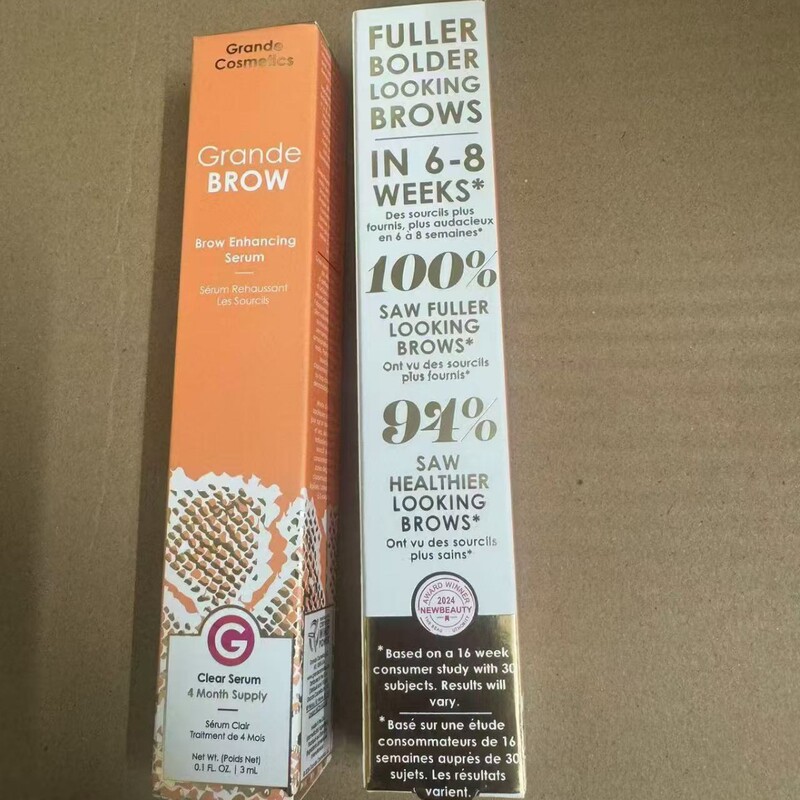 Grande
Cosmetics
Grande
BROW
Brow Enhancing
Serum
Sérum Rehaussant
Les Sourcils
G
Clear Serum
4 Month Supply
Sérum Clair
Traitement de 4 Mois
Net Wt. (Poids Net)
0.1 FL. OZ. | 3 mL
FULLER
BOLDER
LOOKING
BROWS
IN 6-8
WEEKS*
Des sourcils plus
fournis, plus audacieux
en 6 à 8 semaines*
100%
SAW FULLER
LOOKING
BROWS*
Ont vu des sourcils
plus fournis*
94%
SAW
HEALTHIER
LOOKING
BROWS*
Ont vu des sourcils
plus sains*
AWARD WINNER
2024
NEWBEAUTY
*Based on a 16 week
consumer study with 30
subjects. Results will
vary.
*Basé sur une étude
consommateurs de 16
semaines auprès de 30
sujets. Les résultats
varient.